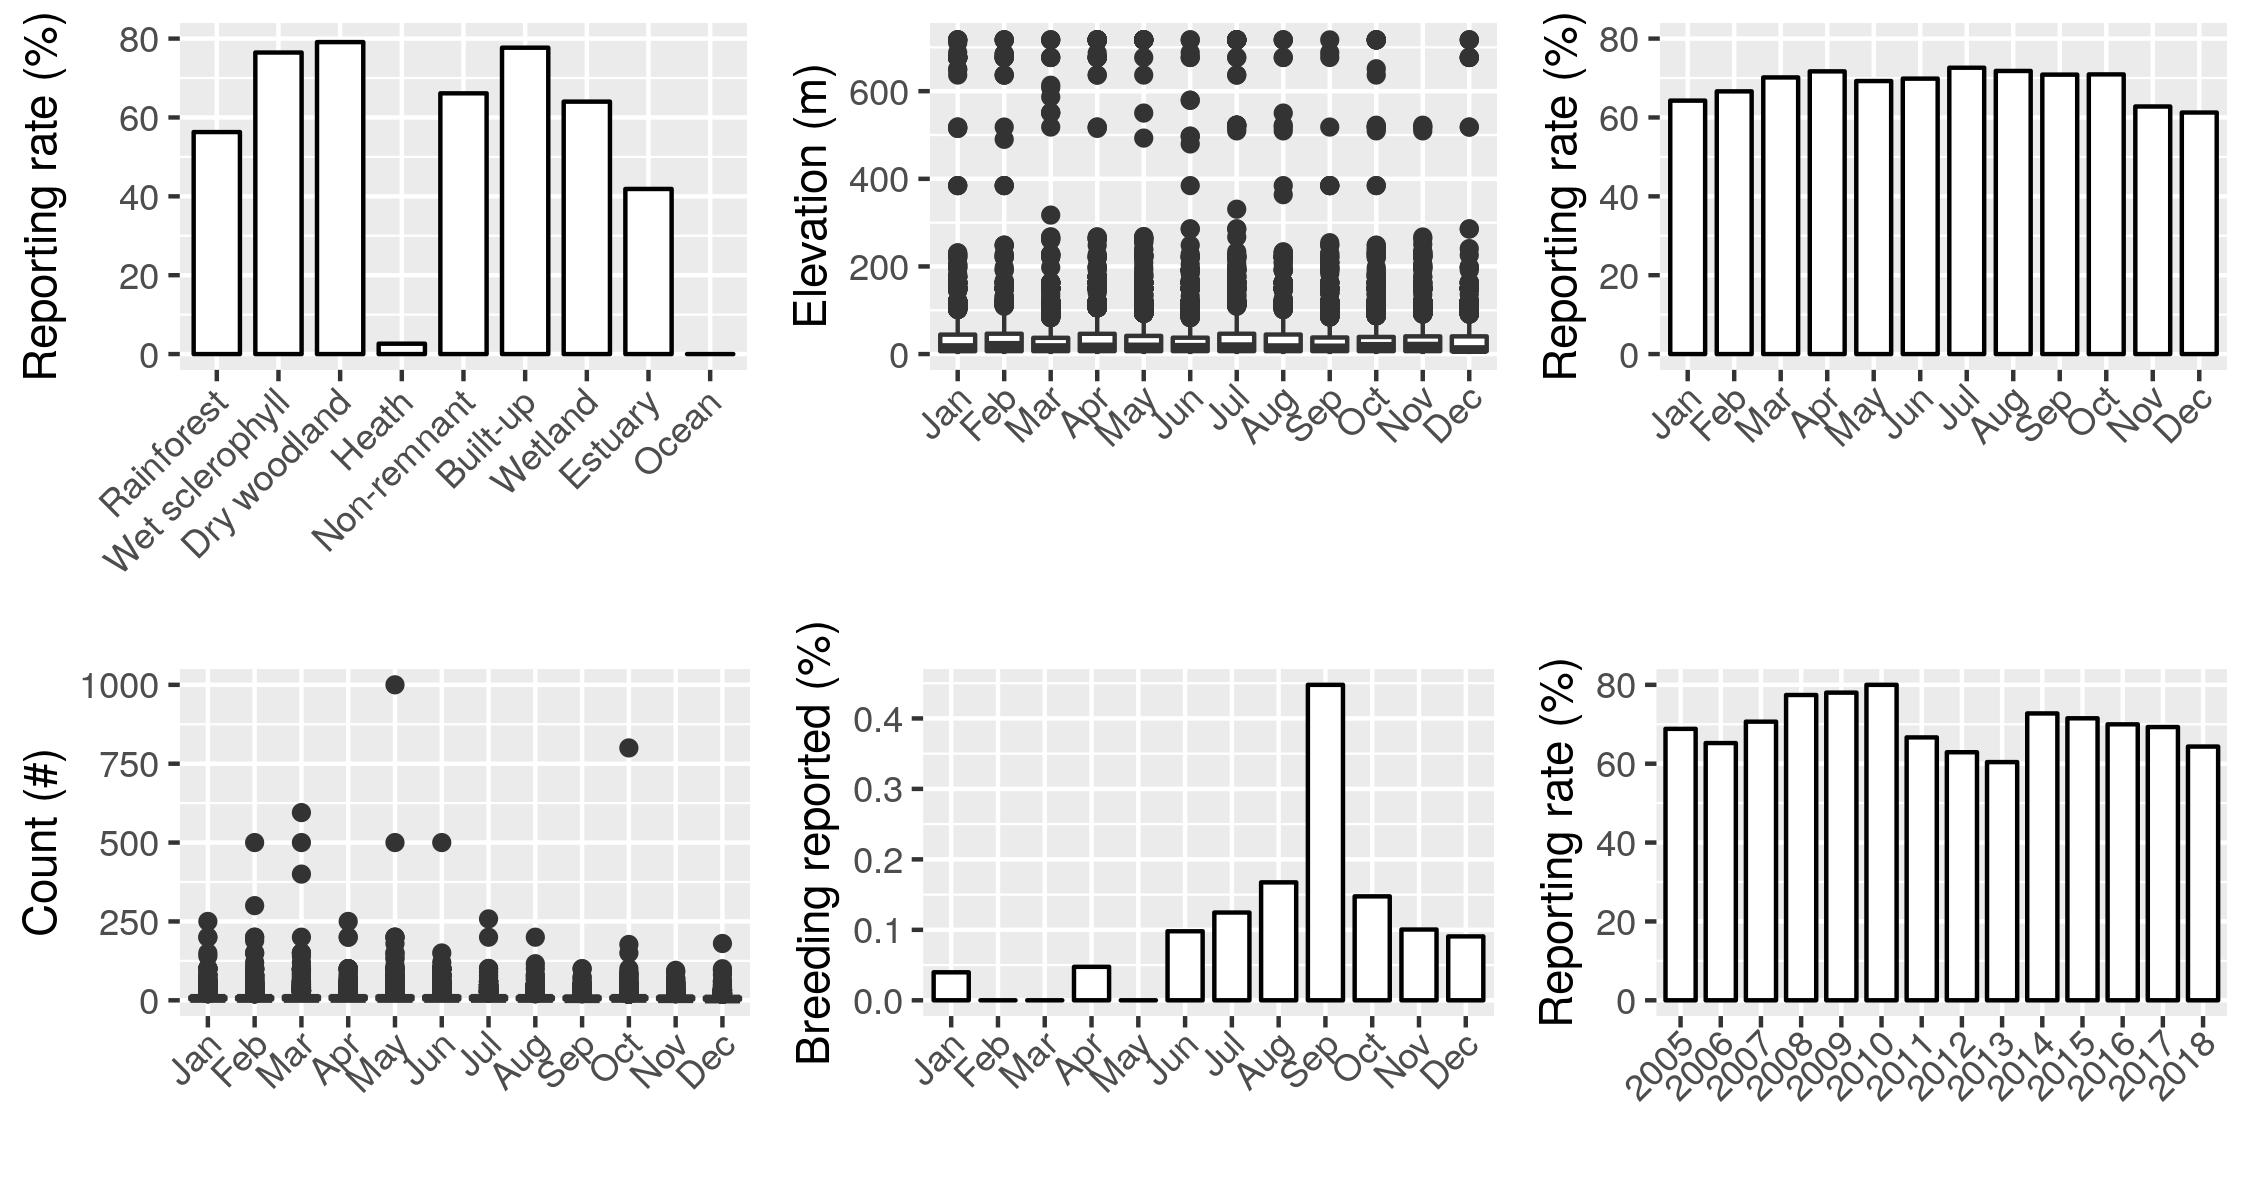 Reporting rate (%)
80
60
40
20
0
Rainforest
Wet sclerophyll
Dry woodland
Heath
Non-remnant
Built-up
Wetland
Estuary
Ocean
Elevation (m)
600
400
200
0
Jan
Feb
Mar
Apr
May
Jun
Jul
Aug
Sep
Oct
Nov
Dec
Reporting rate (%)
80
60
40
20
0
Jan
Feb
Mar
Apr
May
Jun
Jul
Aug
Sep
Oct
Nov
Dec
Count (#)
1000
750
500
250
0
Jan
Feb
Mar
Apr
May
Jun
Jul
Aug
Sep
Oct
Nov
Dec
Breeding reported (%)
0.4
0.3
0.2
0.1
0.0
Jan
Feb
Mar
Apr
May
Jun
Jul
Aug
Sep
Oct
Nov
Dec
Reporting rate (%)
80
60
40
20
0
2005
2006
2007
2008
2009
2010
2011
2012
2013
2014
2015
2016
2017
2018